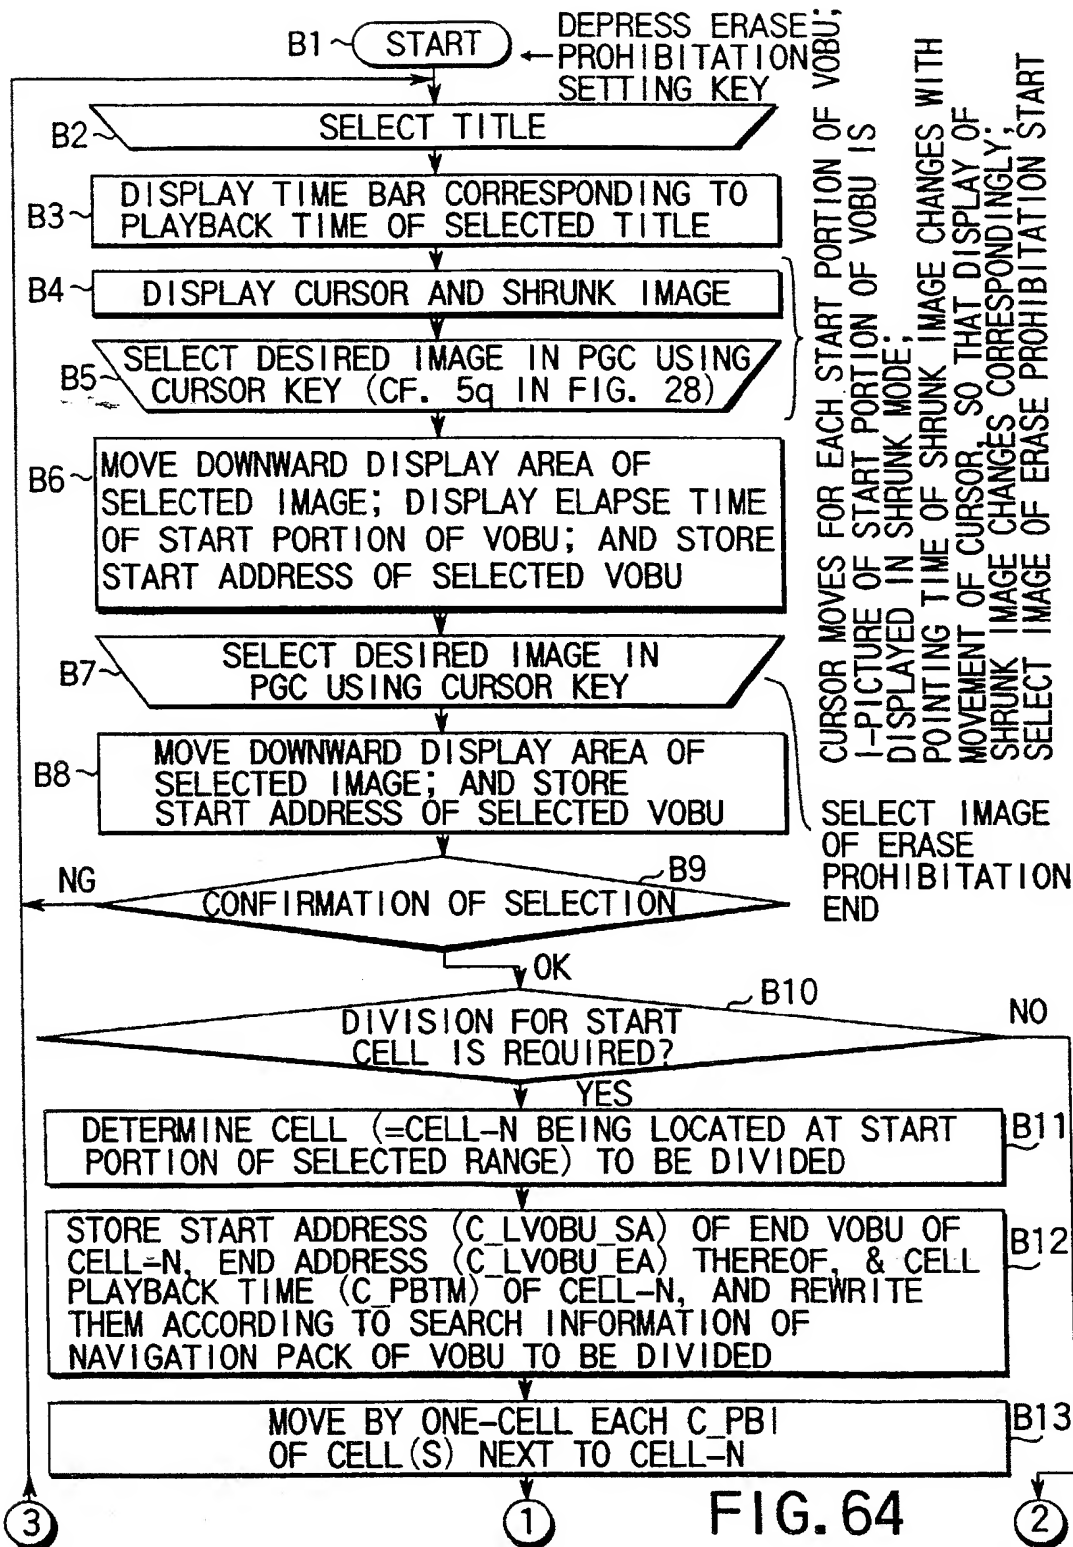 B1
START
DEPRESS ERASE
PROHIBITATION
SETTING KEY
B2
SELECT TITLE
B3
DISPLAY TIME BAR CORRESPONDING TO
PLAYBACK TIME OF SELECTED TITLE
B4
DISPLAY CURSOR AND SHRUNK IMAGE
B5
SELECT DESIRED IMAGE IN PGC USING
CURSOR KEY (CF. 5q IN FIG. 28)
CURSOR MOVES FOR EACH START PORTION OF VOBU;
I-PICTURE OF START PORTION OF VOBU IS
DISPLAYED IN SHRUNK MODE;
POINTING TIME OF SHRUNK IMAGE CHANGES WITH
MOVEMENT OF CURSOR, SO THAT DISPLAY OF
SHRUNK IMAGE CHANGES CORRESPONDINGLY;
SELECT IMAGE OF ERASE PROHIBITATION START
B6
MOVE DOWNWARD DISPLAY AREA OF
SELECTED IMAGE; DISPLAY ELAPSE TIME
OF START PORTION OF VOBU; AND STORE
START ADDRESS OF SELECTED VOBU
B7
SELECT DESIRED IMAGE IN
PGC USING CURSOR KEY
B8
MOVE DOWNWARD DISPLAY AREA OF
SELECTED IMAGE; AND STORE
START ADDRESS OF SELECTED VOBU
SELECT IMAGE
OF ERASE
PROHIBITATION
END
B9
NG
CONFIRMATION OF SELECTION
OK
B10
DIVISION FOR START
CELL IS REQUIRED?
NO
YES
DETERMINE CELL (=CELL-N BEING LOCATED AT START
PORTION OF SELECTED RANGE) TO BE DIVIDED
B11
STORE START ADDRESS (C_LVOBU_SA) OF END VOBU OF
CELL-N, END ADDRESS (C_LVOBU_EA) THEREOF, & CELL
PLAYBACK TIME (C_PBTM) OF CELL-N, AND REWRITE
THEM ACCORDING TO SEARCH INFORMATION OF
NAVIGATION PACK OF VOBU TO BE DIVIDED
B12
MOVE BY ONE-CELL EACH C_PBI
OF CELL(S) NEXT TO CELL-N
B13
3
1
FIG. 64
2